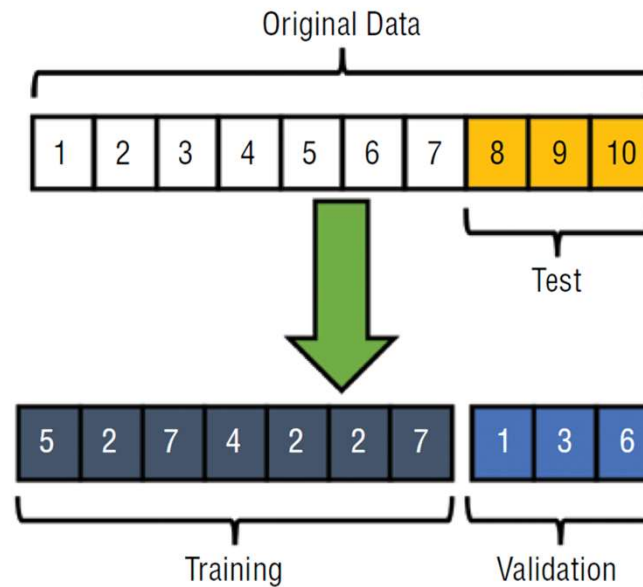 Original Data
1 2 3 4 5 6 7 8 9 10
Test
5 2 7 4 2 2 7 1 3 6
Training Validation